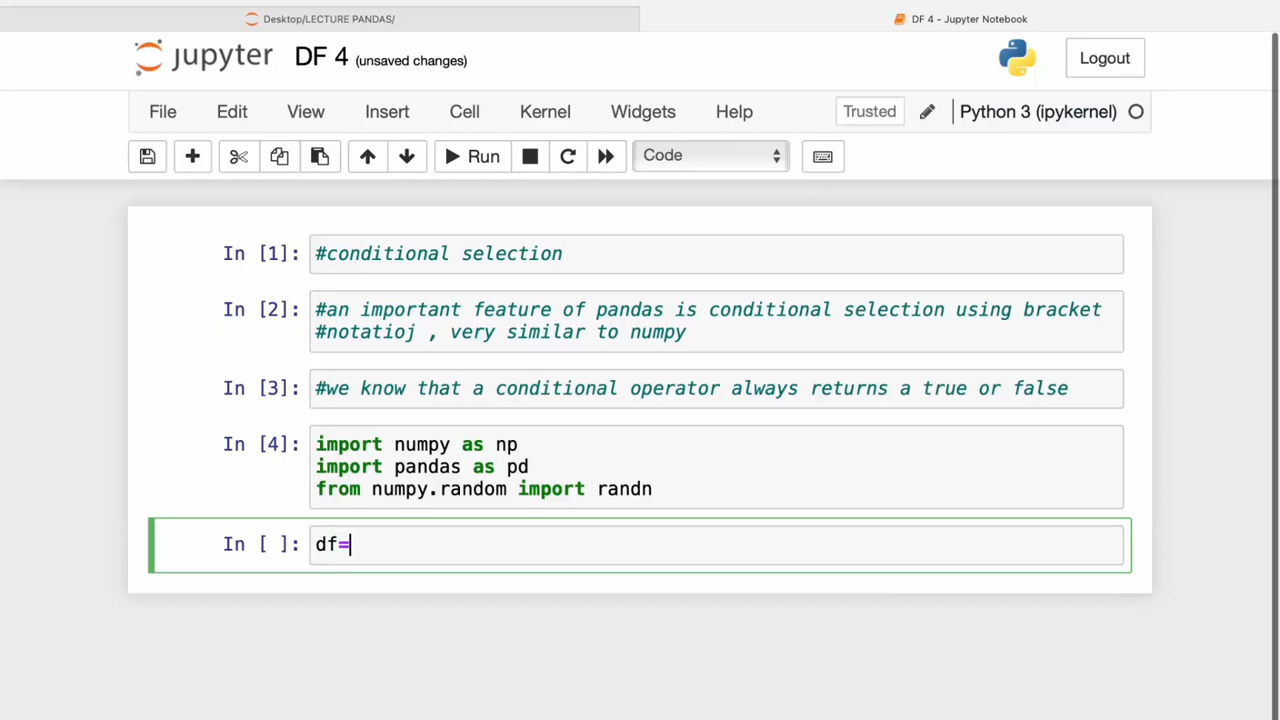 Desktop/LECTURE PANDAS/
DF 4 - Jupyter Notebook
jupyter DF 4 (unsaved changes)
Logout
File Edit View Insert Cell Kernel Widgets Help Trusted Python 3 (ipykernel)
Run Code
In [1]: #conditional selection
In [2]: #an important feature of pandas is conditional selection using bracket
#notatioj , very similar to numpy
In [3]: #we know that a conditional operator always returns a true or false
In [4]: import numpy as np
import pandas as pd
from numpy.random import randn
In [ ]: df=